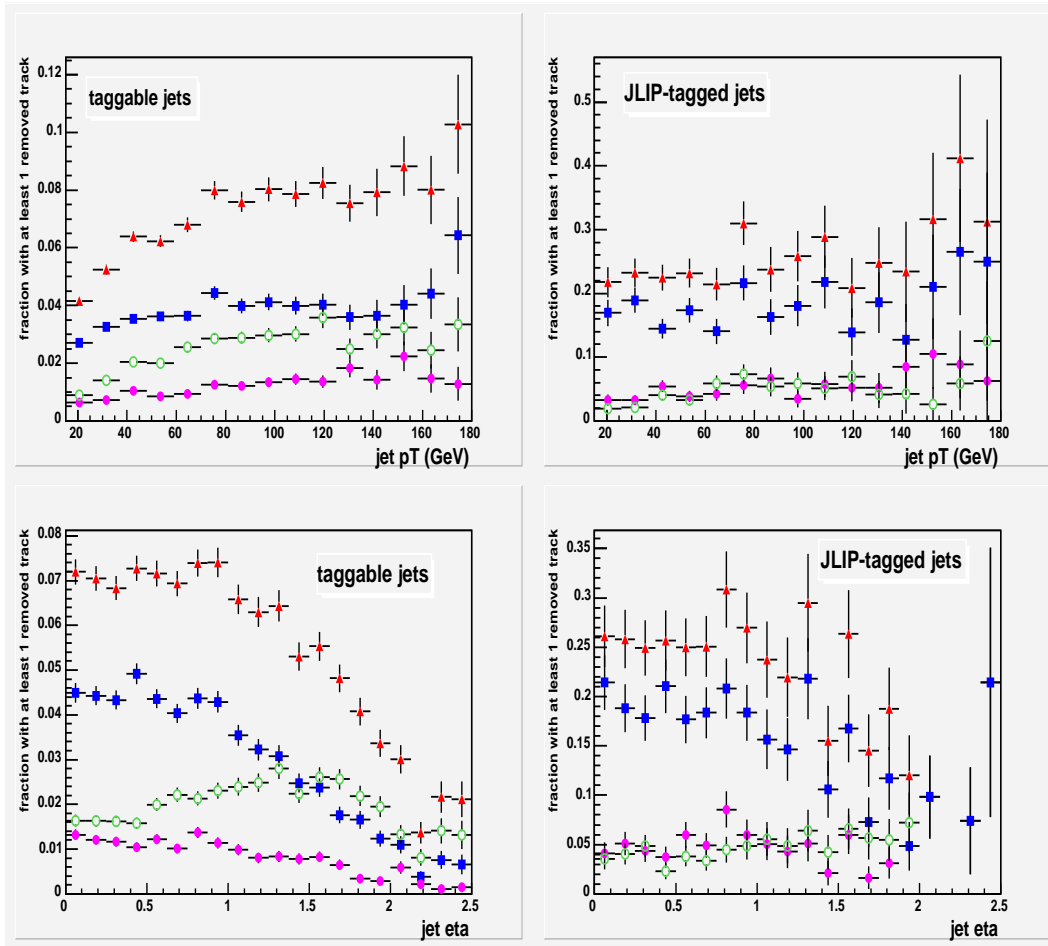 fraction with at least 1 removed track
taggable jets
0.12
0.1
0.08
0.06
0.04
0.02
0
20 40 60 80 100 120 140 160 180
jet pT (GeV)
fraction with at least 1 removed track
JLIP-tagged jets
0.5
0.4
0.3
0.2
0.1
0
20 40 60 80 100 120 140 160 180
jet pT (GeV)
fraction with at least 1 removed track
taggable jets
0.08
0.07
0.06
0.05
0.04
0.03
0.02
0.01
0
0 0.5 1 1.5 2 2.5
jet eta
fraction with at least 1 removed track
JLIP-tagged jets
0.35
0.3
0.25
0.2
0.15
0.1
0.05
0
0 0.5 1 1.5 2 2.5
jet eta